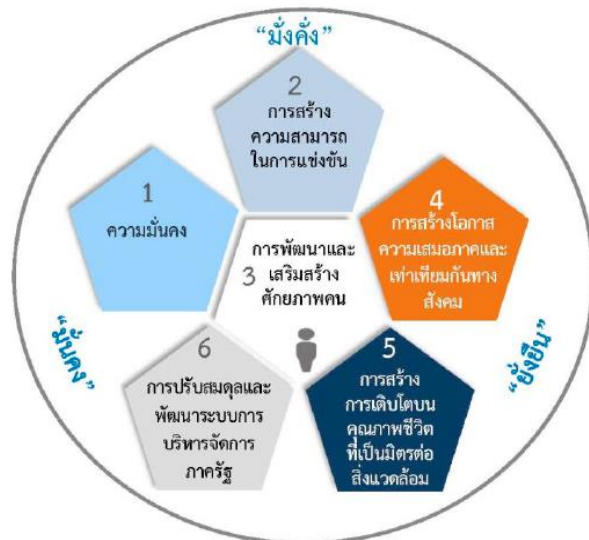 “มั่งคั่ง”
2
การสร้าง
ความสามารถ
ในการแข่งขัน
1
ความมั่นคง
4
การสร้างโอกาส
ความเสมอภาคและ
เท่าเทียมกันทาง
สังคม
การพัฒนาและ
3 เสริมสร้าง
ศักยภาพคน
“มั่นคง”
“ยั่งยืน”
6
การปรับสมดุลและ
พัฒนาระบบการ
บริหารจัดการ
ภาครัฐ
5
การสร้าง
การเติบโตบน
คุณภาพชีวิต
ที่เป็นมิตรต่อ
สิ่งแวดล้อม